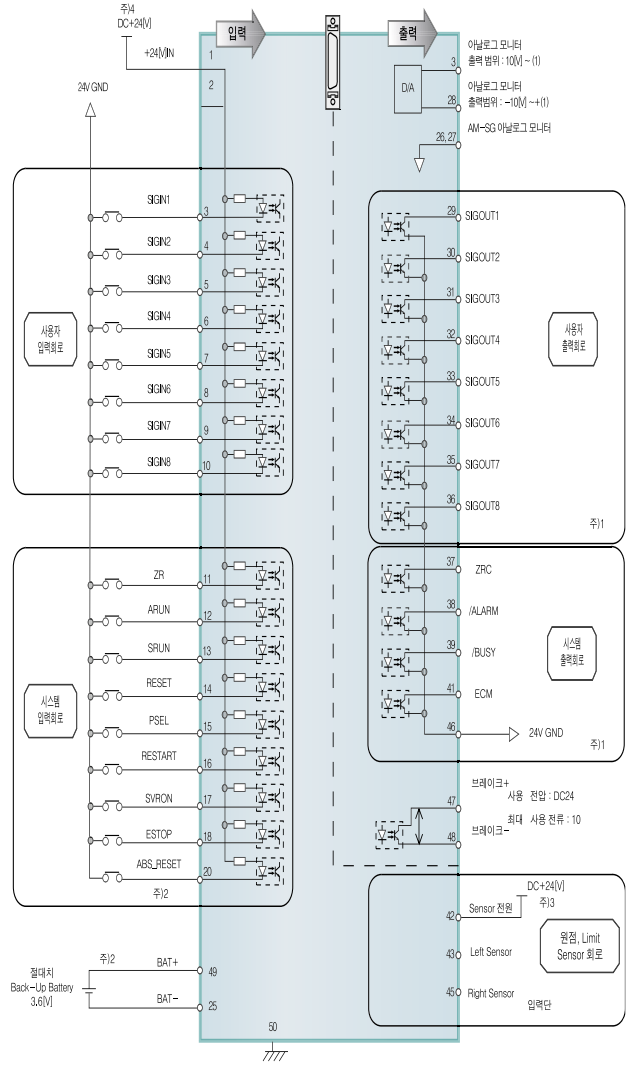 주)4
DC+24[V]
+24[V]IN
입력
출력
1
2
24V GND
D/A
3
아날로그 모니터
출력 범위 : 10[V] ~ (1)
28
아날로그 모니터
출력범위 : -10[V] ~+(1)
26, 27
AM-SG 아날로그 모니터
사용자
입력회로
SIGIN1
3
SIGIN2
4
SIGIN3
5
SIGIN4
6
SIGIN5
7
SIGIN6
8
SIGIN7
9
SIGIN8
10
29
SIGOUT1
30
SIGOUT2
31
SIGOUT3
32
SIGOUT4
33
SIGOUT5
34
SIGOUT6
35
SIGOUT7
36
SIGOUT8
사용자
출력회로
주)1
시스템
입력회로
ZR
11
ARUN
12
SRUN
13
RESET
14
PSEL
15
RESTART
16
SVRON
17
ESTOP
18
ABS_RESET
20
주)2
37
ZRC
38
/ALARM
39
/BUSY
41
ECM
46
24V GND
시스템
출력회로
주)1
브레이크+
47
사용 전압 : DC24
최대 사용 전류 : 10
48
브레이크-
DC+24[V]
주)3
42
Sensor 전원
43
Left Sensor
45
Right Sensor
원점, Limit
Sensor 회로
입력단
절대치
Back-Up Battery
3.6[V]
주)2
BAT+
49
BAT-
25
50